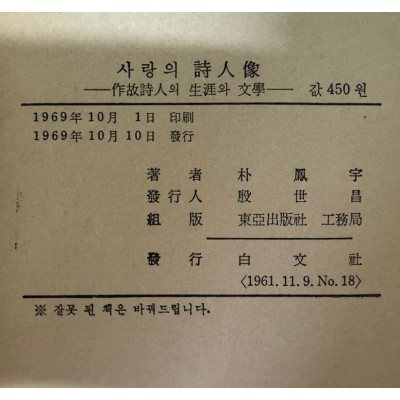 사랑의 詩人像
——作故詩人의 生涯와 文學—— 값 450원
1969年 10月 1日 印刷
1969年 10月 10日 發行
著者 朴鳳宇
發行人 殷世昌
組版 東亞出版社 工務局
發行 白文社
〈1961. 11. 9. No. 18〉
※ 잘못 된 책은 바꿔드립니다.